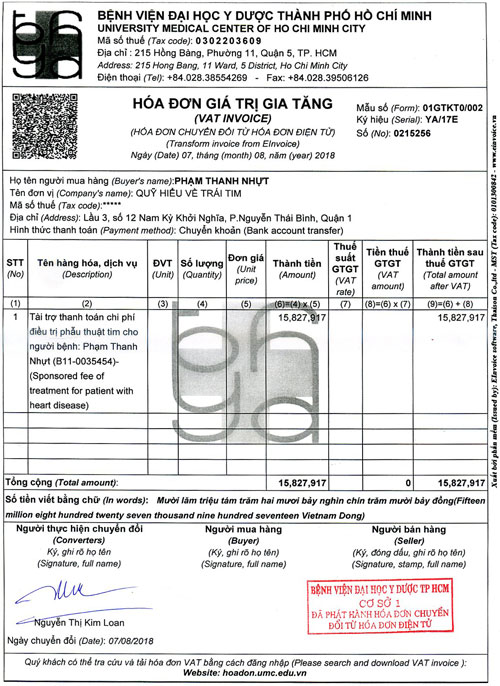 BỆNH VIỆN ĐẠI HỌC Y DƯỢC THÀNH PHỐ HỒ CHÍ MINH
UNIVERSITY MEDICAL CENTER OF HO CHI MINH CITY
Mã số thuế (Tax code): 0302203609
Địa chỉ : 215 Hồng Bàng, Phường 11, Quận 5, TP. HCM
Address: 215 Hong Bang, 11 Ward, 5 District, Ho Chi Minh City
Điện thoại (Tel): +84.028.38554269 - Fax: +84.028.39506126
HÓA ĐƠN GIÁ TRỊ GIA TĂNG
(VAT INVOICE)
(HÓA ĐƠN CHUYỂN ĐỔI TỪ HÓA ĐƠN ĐIỆN TỬ)
(Transform invoice from EInvoice)
Ngày (Date) 07, tháng (month) 08, năm (year) 2018
Mẫu số (Form): 01GTKT0/002
Ký hiệu (Serial): YA/17E
Số (No): 0215256
Họ tên người mua hàng (Buyer's name):PHẠM THANH NHỰT
Tên đơn vị (Company's name): QUỸ HIỂU VỀ TRÁI TIM
Mã số thuế (Tax code):*****
Địa chỉ (Address): Lầu 3, số 12 Nam Kỳ Khởi Nghĩa, P.Nguyễn Thái Bình, Quận 1
Hình thức thanh toán (Payment method): Chuyển khoản (Bank account transfer)
STT (No)
Tên hàng hóa, dịch vụ (Description)
ĐVT (Unit)
Số lượng (Quantity)
Đơn giá (Unit price)
Thành tiền (Amount)
Thuế suất GTGT (VAT rate)
Tiền thuế GTGT (VAT amount)
Thành tiền sau thuế GTGT (Total amount after VAT)
(1) (2) (3) (4) (5) (6)=(4) x (5) (7) (8)=(6) x (7) (9)=(6) + (8)
1 Tài trợ thanh toán chi phí 15,827,917 15,827,917
điều trị phẫu thuật tim cho
người bệnh: Phạm Thanh
Nhựt (B11-0035454)-
(Sponsored fee of
treatment for patient with
heart disease)
Tổng cộng (Total amount): 15,827,917 0 15,827,917
Số tiền viết bằng chữ (In words): Mười lăm triệu tám trăm hai mươi bảy nghìn chín trăm mười bảy đồng(Fifteen
million eight hundred twenty seven thousand nine hundred seventeen Vietnam Dong)
Người thực hiện chuyển đổi
(Converters)
Ký, ghi rõ họ tên
(Signature, full name)
Người mua hàng
(Buyer)
Ký, ghi rõ họ tên
(Signature, full name)
Người bán hàng
(Seller)
(Ký, đóng dấu, ghi rõ họ tên)
(Signature, stamp, full name)
BỆNH VIỆN ĐẠI HỌC Y DƯỢC TP HCM
CƠ SỞ 1
ĐÃ PHÁT HÀNH HÓA ĐƠN CHUYỂN
ĐỔI TỪ HÓA ĐƠN ĐIỆN TỬ
Nguyễn Thị Kim Loan
Ngày chuyển đổi (Date): 07/08/2018
Quý khách có thể tra cứu và tải hóa đơn VAT bằng cách đăng nhập (Please search and download VAT invoice ):
Website: hoadon.umc.edu.vn
Xuất bởi phần mềm (Issued by): EInvoice software, Thaison Co.,ltd - MST (Tax code): 0101300842 - www.einvoice.vn